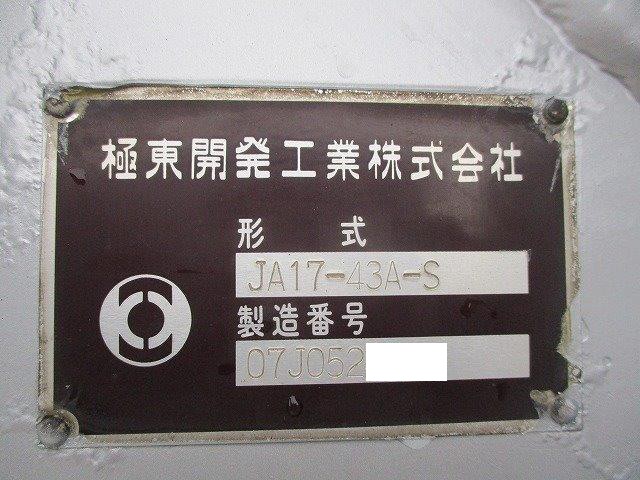 極東開発工業株式会社
形 式
JA17-43A-S
製造番号
07J052